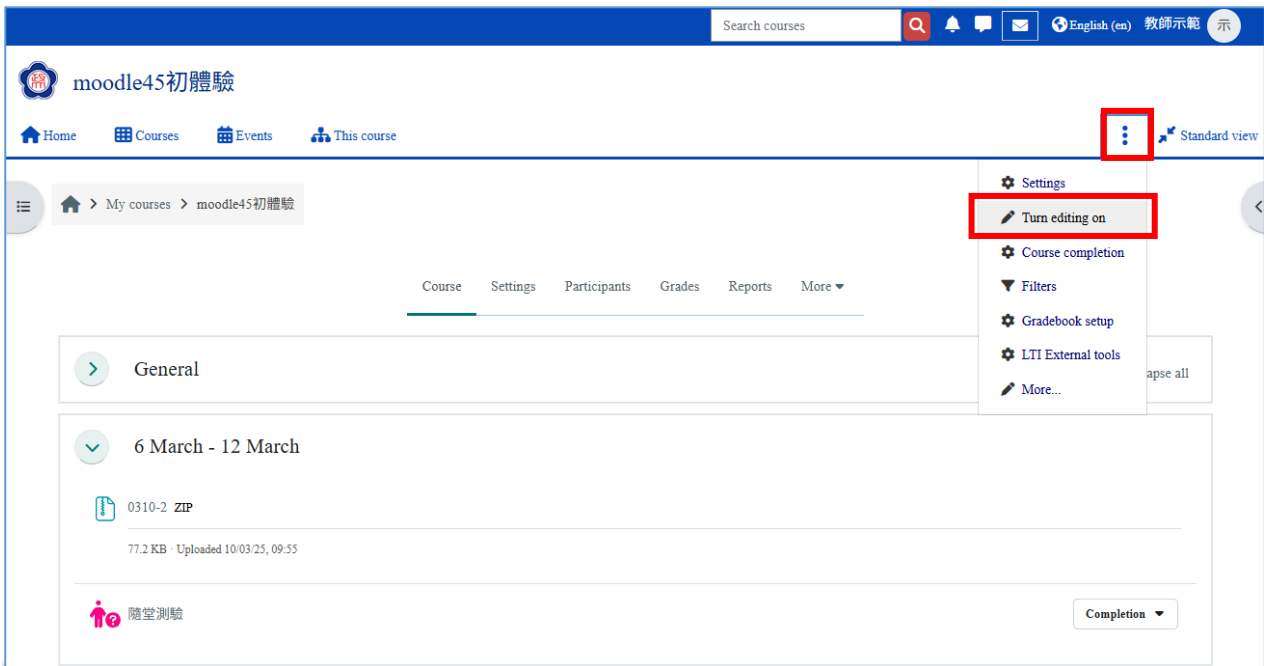 Search courses
English (en) 教師示範 示
moodle45初體驗
Home Courses Events This course
Standard view
Settings
Turn editing on
Course completion
Filters
Gradebook setup
LTI External tools
More...
My courses moodle45初體驗
Course Settings Participants Grades Reports More
General
apse all
6 March - 12 March
0310-2 ZIP
77.2 KB · Uploaded 10/03/25, 09:55
隨堂測驗
Completion